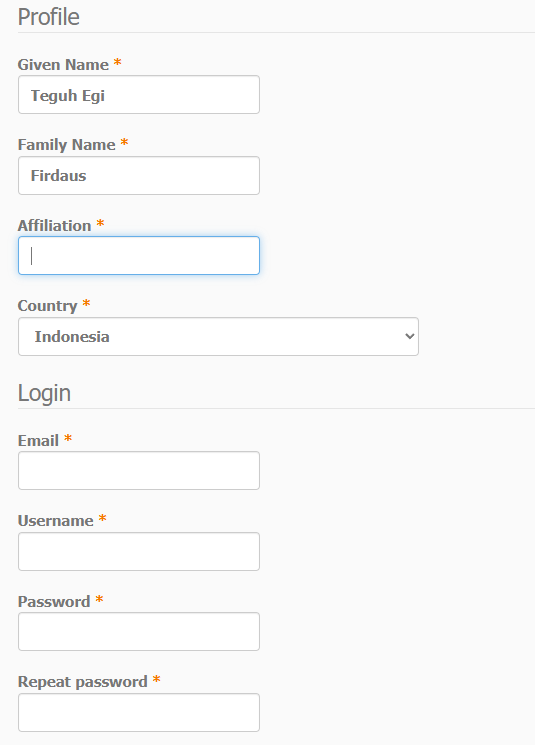 Profile
Given Name *
Teguh Egi
Family Name *
Firdaus
Affiliation *
Country *
Indonesia
Login
Email *
Username *
Password *
Repeat password *